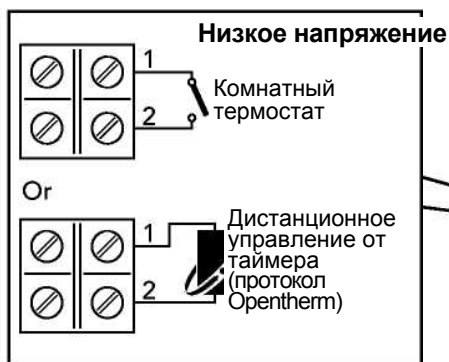 Низкое напряжение
1
Комнатный
термостат
2
Or
1
Дистанционное
управление от
таймера
(протокол
Opentherm)
2